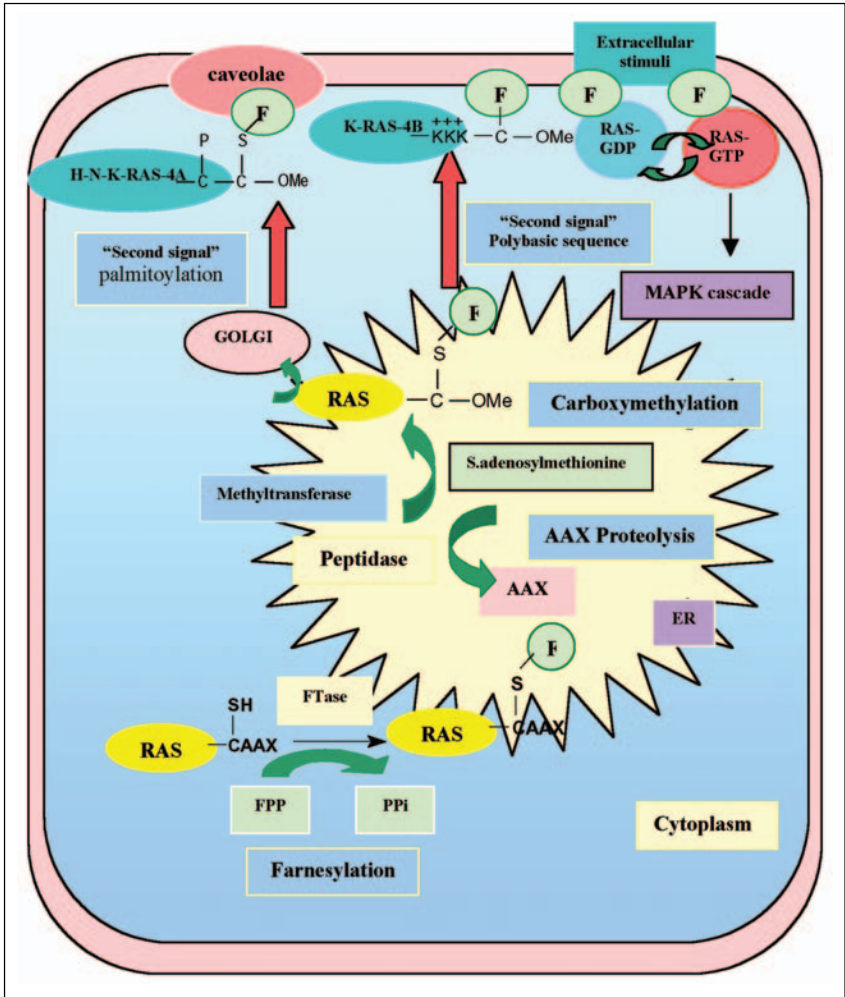 Extracellular
stimuli
caveolae
F
F
F
F
P
S
H-N-K-RAS-4A
C
C
OMe
K-RAS-4B
+++
KKK
C
OMe
RAS-
GDP
RAS-
GTP
"Second signal"
palmitoylation
"Second signal"
Polybasic sequence
MAPK cascade
GOLGI
F
S
RAS
C
OMe
Carboxymethylation
S.adenosylmethionine
Methyltransferase
Peptidase
AAX Proteolysis
AAX
ER
F
S
FTase
SH
RAS
CAAX
RAS
CAAX
FPP
PPi
Cytoplasm
Farnesylation